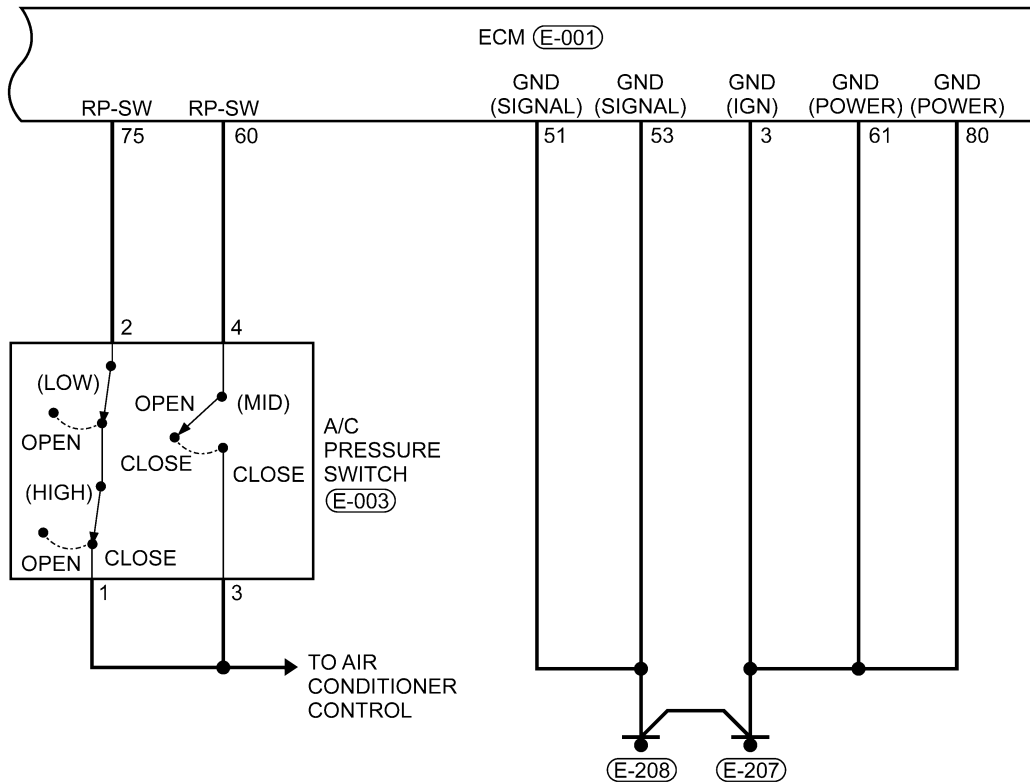 ECM E-001
RP-SW
RP-SW
GND
(SIGNAL)
GND
(SIGNAL)
GND
(IGN)
GND
(POWER)
GND
(POWER)
75
60
51
53
3
61
80
2
4
(LOW)
OPEN
(HIGH)
OPEN
CLOSE
OPEN
(MID)
CLOSE
CLOSE
A/C
PRESSURE
SWITCH
E-003
1
3
TO AIR
CONDITIONER
CONTROL
E-208
E-207